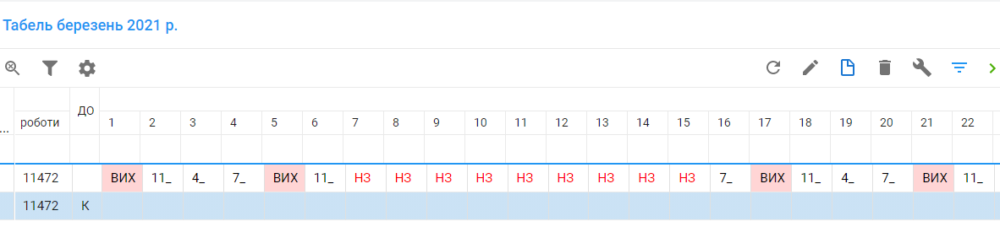 Табель березень 2021 р.
... роботи ДО 1 2 3 4 5 6 7 8 9 10 11 12 13 14 15 16 17 18 19 20 21 22
11472 ВИХ 11_ 4_ 7_ ВИХ 11_ НЗ НЗ НЗ НЗ НЗ НЗ НЗ НЗ НЗ 7_ ВИХ 11_ 4_ 7_ ВИХ 11_
11472 К